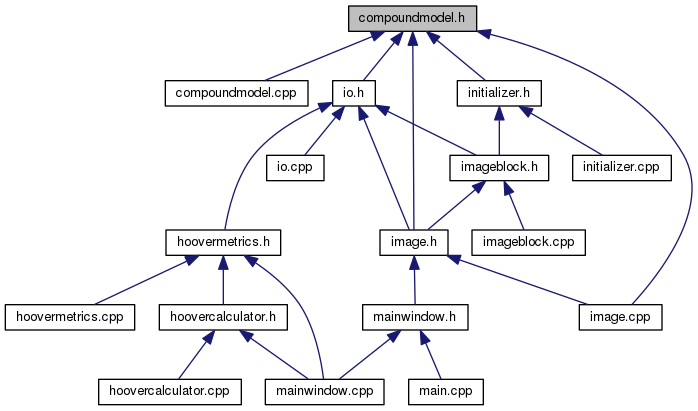 compoundmodel.h
compoundmodel.cpp
io.h
initializer.h
io.cpp
imageblock.h
initializer.cpp
hoovermetrics.h
image.h
imageblock.cpp
hoovermetrics.cpp
hoovercalculator.h
mainwindow.h
image.cpp
hoovercalculator.cpp
mainwindow.cpp
main.cpp